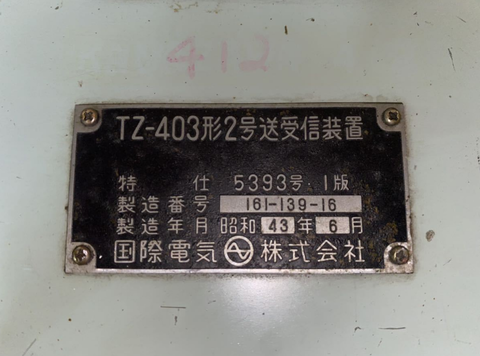 412
TZ-403形2号送受信装置
特仕 5393号 1版
製造番号 161-139-16
製造年月 昭和 43 年 6 月
国際電気株式会社